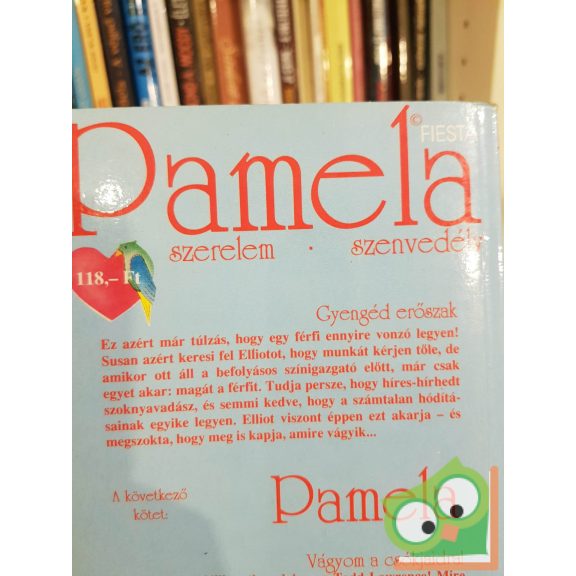 © FIESTA
Pamela
szerelem · szenvedély
118,– Ft
Gyengéd erőszak
Ez azért már túlzás, hogy egy férfi ennyire vonzó legyen!
Susan azért keresi fel Elliotot, hogy munkát kérjen tőle, de
amikor ott áll a befolyásos színigazgató előtt, már csak
egyet akar: magát a férfit. Tudja persze, hogy híres-hírhedt
szoknyavadász, és semmi kedve, hogy a számtalan hódítá-
sainak egyike legyen. Elliot viszont éppen ezt akarja – és
megszokta, hogy meg is kapja, amire vágyik...
A következő
kötet:
Pamela
Vágyom a csókjaidra!